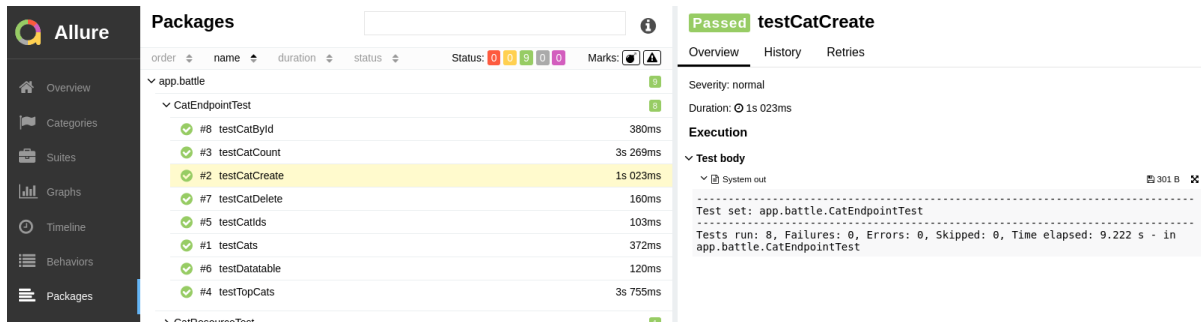 Allure
Overview
Categories
Suites
Graphs
Timeline
Behaviors
Packages
Packages
order name duration status Status: 0 0 9 0 0 Marks:
app.battle 9
CatEndpointTest 8
#8 testCatById 380ms
#3 testCatCount 3s 269ms
#2 testCatCreate 1s 023ms
#7 testCatDelete 160ms
#5 testCatIds 103ms
#1 testCats 372ms
#6 testDatatable 120ms
#4 testTopCats 3s 755ms
CatResourceTest
Passed testCatCreate
Overview History Retries
Severity: normal
Duration: 1s 023ms
Execution
Test body
System out 301 B
-------------------------------------------------------------------------------
Test set: app.battle.CatEndpointTest
-------------------------------------------------------------------------------
Tests run: 8, Failures: 0, Errors: 0, Skipped: 0, Time elapsed: 9.222 s - in
app.battle.CatEndpointTest